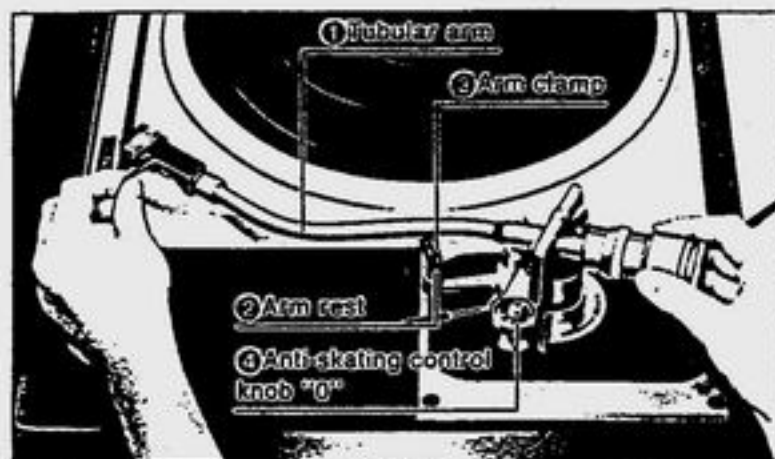 ①Tubular arm
③Arm clamp
②Arm rest
④Anti-skating control
knob "0"